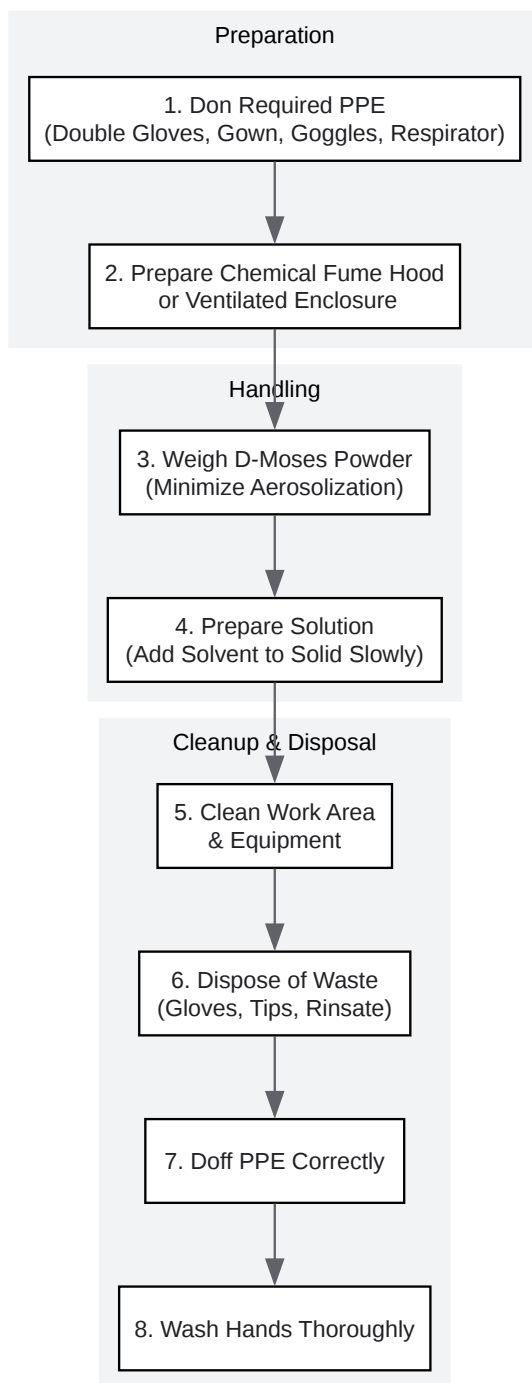 Preparation
1. Don Required PPE
(Double Gloves, Gown, Goggles, Respirator)
2. Prepare Chemical Fume Hood
or Ventilated Enclosure
Handling
3. Weigh D-Moses Powder
(Minimize Aerosolization)
4. Prepare Solution
(Add Solvent to Solid Slowly)
Cleanup & Disposal
5. Clean Work Area
& Equipment
6. Dispose of Waste
(Gloves, Tips, Rinsate)
7. Doff PPE Correctly
8. Wash Hands Thoroughly